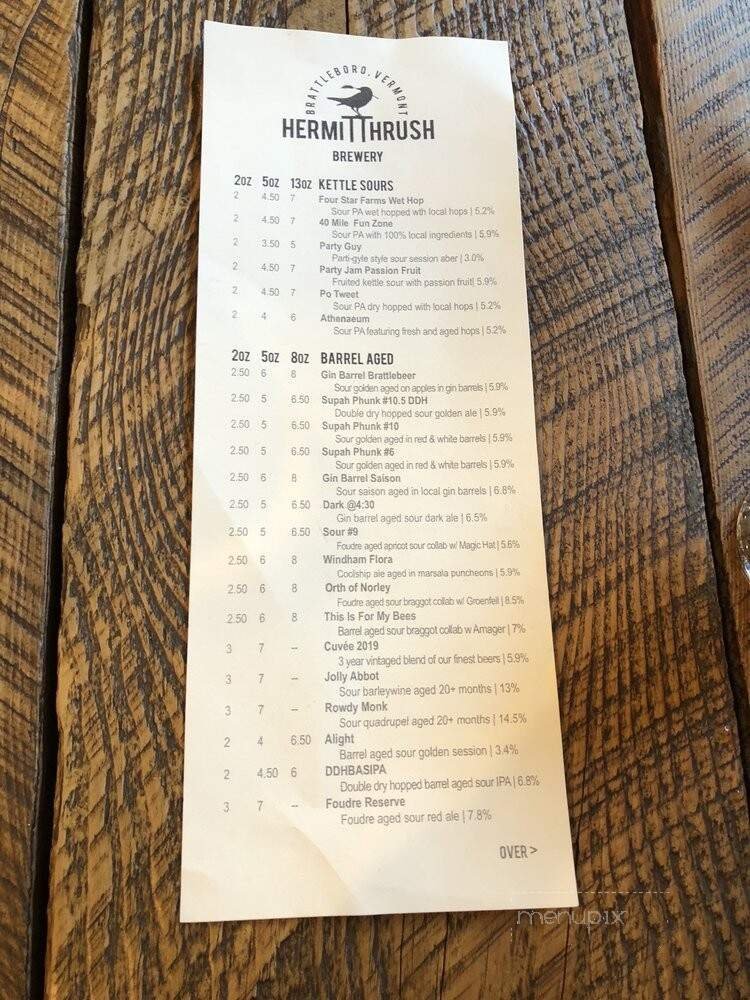 BRATTLEBORO, VERMONT
HERMIT THRUSH
BREWERY
2OZ 5OZ 13OZ KETTLE SOURS
2 4.50 7 Four Star Farms Wet Hop
Sour PA wet hopped wth local hops | 5.2%
2 4.50 7 40 Mile Fun Zone
Sour PA with 100% local ingredients | 5.9%
2 3.50 5 Party Guy
Parti-gyle style sour session aber | 3.0%
2 4.50 7 Party Jam Passion Fruit
Fruited kettle sour with passion fruit| 5.9%
2 4.50 7 Po Tweet
Sour PA dry hopped with local hops | 5.2%
2 4 6 Athenaeum
Sour PA featuring fresh and aged hops | 5.2%
2OZ 5OZ 8OZ BARREL AGED
2.50 6 8 Gin Barrel Brattlebeer
Sour golden aged on apples in gin barrels | 5.9%
2.50 5 6.50 Supah Phunk #10.5 DDH
Double dry hopped sour golden ale | 5.9%
2.50 5 6.50 Supah Phunk #10
Sour golden aged in red & white barrels | 5.9%
2.50 5 6.50 Supah Phunk #6
Sour golden aged in red & white barrels | 5.9%
2.50 6 8 Gin Barrel Saison
Sour saison aged in local gin barrels | 6.8%
2.50 5 6.50 Dark @4:30
Gin barrel aged sour dark ale | 6.5%
2.50 5 6.50 Sour #9
Foudre aged apricot sour collab w/ Magic Hat | 5.6%
2.50 6 8 Windham Flora
Coolship ale aged in marsala puncheons | 5.9%
2.50 6 8 Orth of Norley
Foudre aged sour braggot collab w/ Groenfell | 8.5%
2.50 6 8 This Is For My Bees
Barrel aged sour braggot collab w Amager | 7%
3 7 -- Cuvée 2019
3 year vintaged blend of our finest beers | 5.9%
3 7 -- Jolly Abbot
Sour barleywine aged 20+ months | 13%
3 7 -- Rowdy Monk
Sour quadrupel aged 20+ months | 14.5%
2 4 6.50 Alight
Barrel aged sour golden session | 3.4%
2 4.50 6 DDHBASIPA
Double dry hopped barrel aged sour IPA | 6.8%
3 7 -- Foudre Reserve
Foudre aged sour red ale | 7.8%
OVER >
menupix